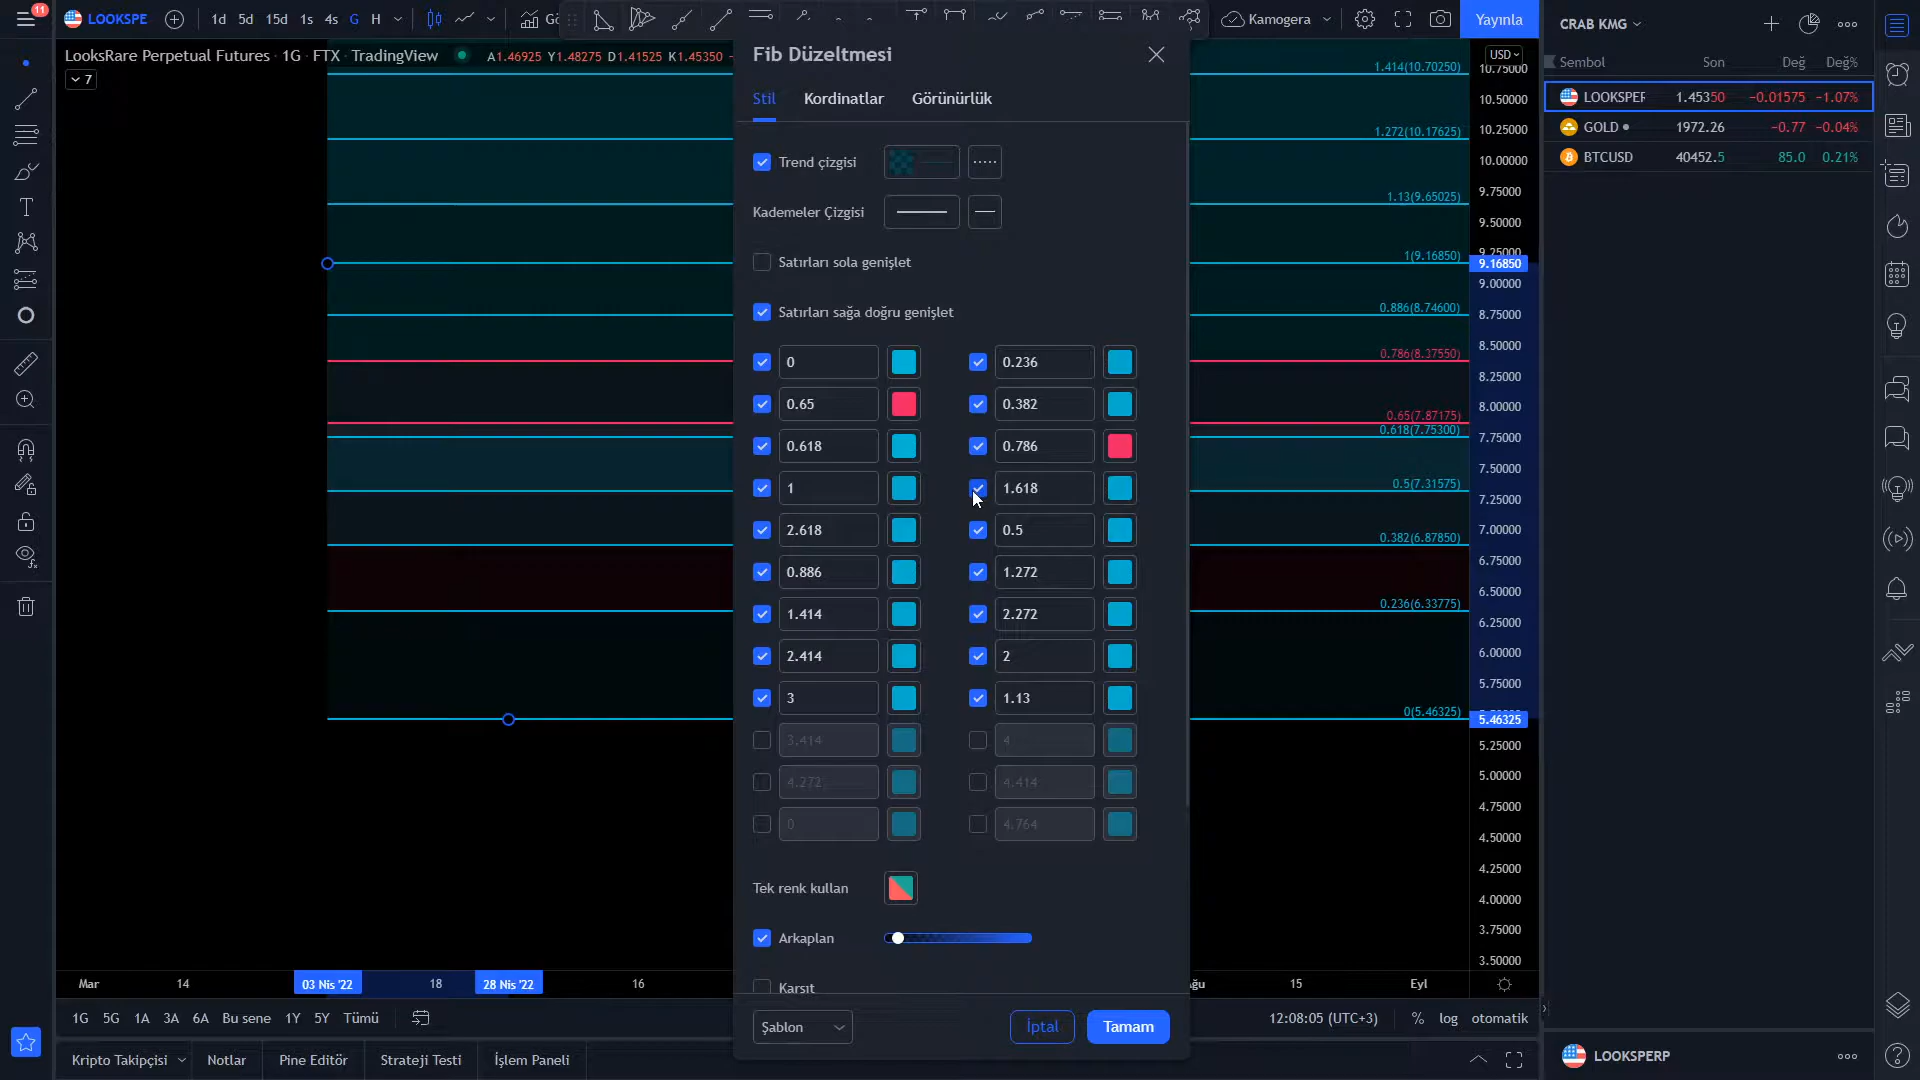 11
LOOKSPE
1d 5d 15d 1s 4s G H
Kamogera
Yayınla
LooksRare Perpetual Futures · 1G · FTX · TradingView
A1.46925 Y1.48275 D1.41525 K1.45350
7
USD
10.75000
10.50000
10.25000
10.00000
9.75000
9.50000
9.25000
9.16850
9.00000
8.75000
8.50000
8.25000
8.00000
7.75000
7.50000
7.25000
7.00000
6.75000
6.50000
6.25000
6.00000
5.75000
5.46325
5.25000
5.00000
4.75000
4.50000
4.25000
4.00000
3.75000
3.50000
1.414(10.70250)
1.272(10.17625)
1.13(9.65025)
1(9.16850)
0.886(8.74600)
0.786(8.37550)
0.65(7.87175)
0.618(7.75300)
0.5(7.31575)
0.382(6.87850)
0.236(6.33775)
0(5.46325)
Fib Düzeltmesi
Stil Kordinatlar Görünürlük
Trend çizgisi
Kademeler Çizgisi
Satırları sola genişlet
Satırları sağa doğru genişlet
0 0.236
0.65 0.382
0.618 0.786
1 1.618
2.618 0.5
0.886 1.272
1.414 2.272
2.414 2
3 1.13
3.414 4
4.272 4.414
0 4.764
Tek renk kullan
Arkaplan
Karşıt
Şablon İptal Tamam
Mar 14 03 Nis '22 18 28 Nis '22 16 Ağu 15 Eyl
1G 5G 1A 3A 6A Bu sene 1Y 5Y Tümü
12:08:05 (UTC+3) % log otomatik
Kripto Takipçisi Notlar Pine Editör Strateji Testi İşlem Paneli
CRAB KMG
Sembol Son Değ Değ%
LOOKSPER 1.45350 −0.01575 −1.07%
GOLD 1972.26 −0.77 −0.04%
BTCUSD 40452.5 85.0 0.21%
LOOKSPERP